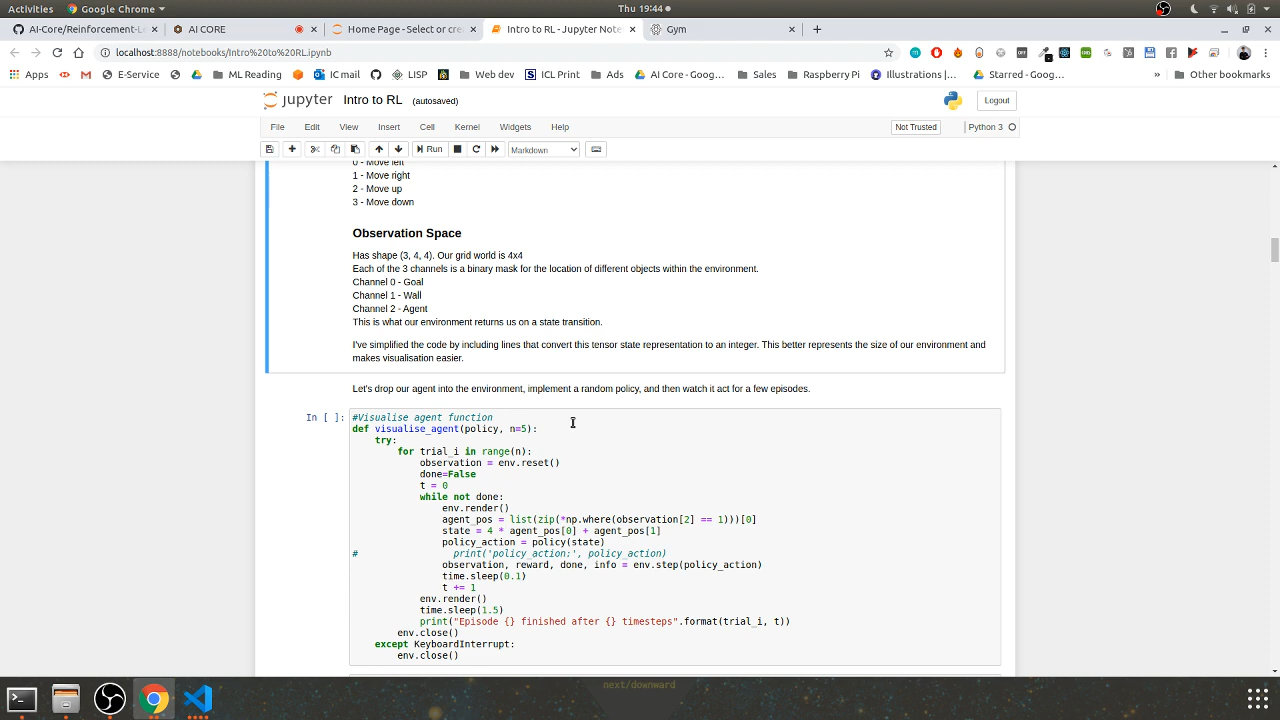 Activities
Google Chrome
Thu 19:44
AI-Core/Reinforcement-Le
AI CORE
Home Page - Select or cre
Intro to RL - Jupyter Note
Gym
localhost:8888/notebooks/Intro%20to%20RL.ipynb
Apps
E-Service
ML Reading
IC mail
LISP
Web dev
ICL Print
Ads
AI Core - Goog…
Sales
Raspberry Pi
Illustrations |…
Starred - Goog…
»
Other bookmarks
jupyter
Intro to RL
(autosaved)
Logout
File
Edit
View
Insert
Cell
Kernel
Widgets
Help
Not Trusted
Python 3
Run
Markdown
0 - Move left
1 - Move right
2 - Move up
3 - Move down
Observation Space
Has shape (3, 4, 4). Our grid world is 4x4
Each of the 3 channels is a binary mask for the location of different objects within the environment.
Channel 0 - Goal
Channel 1 - Wall
Channel 2 - Agent
This is what our environment returns us on a state transition.
I've simplified the code by including lines that convert this tensor state representation to an integer. This better represents the size of our environment and
makes visualisation easier.
Let's drop our agent into the environment, implement a random policy, and then watch it act for a few episodes.
In [ ]:
#Visualise agent function
def visualise_agent(policy, n=5):
try:
for trial_i in range(n):
observation = env.reset()
done=False
t = 0
while not done:
env.render()
agent_pos = list(zip(*np.where(observation[2] == 1)))[0]
state = 4 * agent_pos[0] + agent_pos[1]
policy_action = policy(state)
# print('policy_action:', policy_action)
observation, reward, done, info = env.step(policy_action)
time.sleep(0.1)
t += 1
env.render()
time.sleep(1.5)
print("Episode {} finished after {} timesteps".format(trial_i, t))
env.close()
except KeyboardInterrupt:
env.close()
next/downward